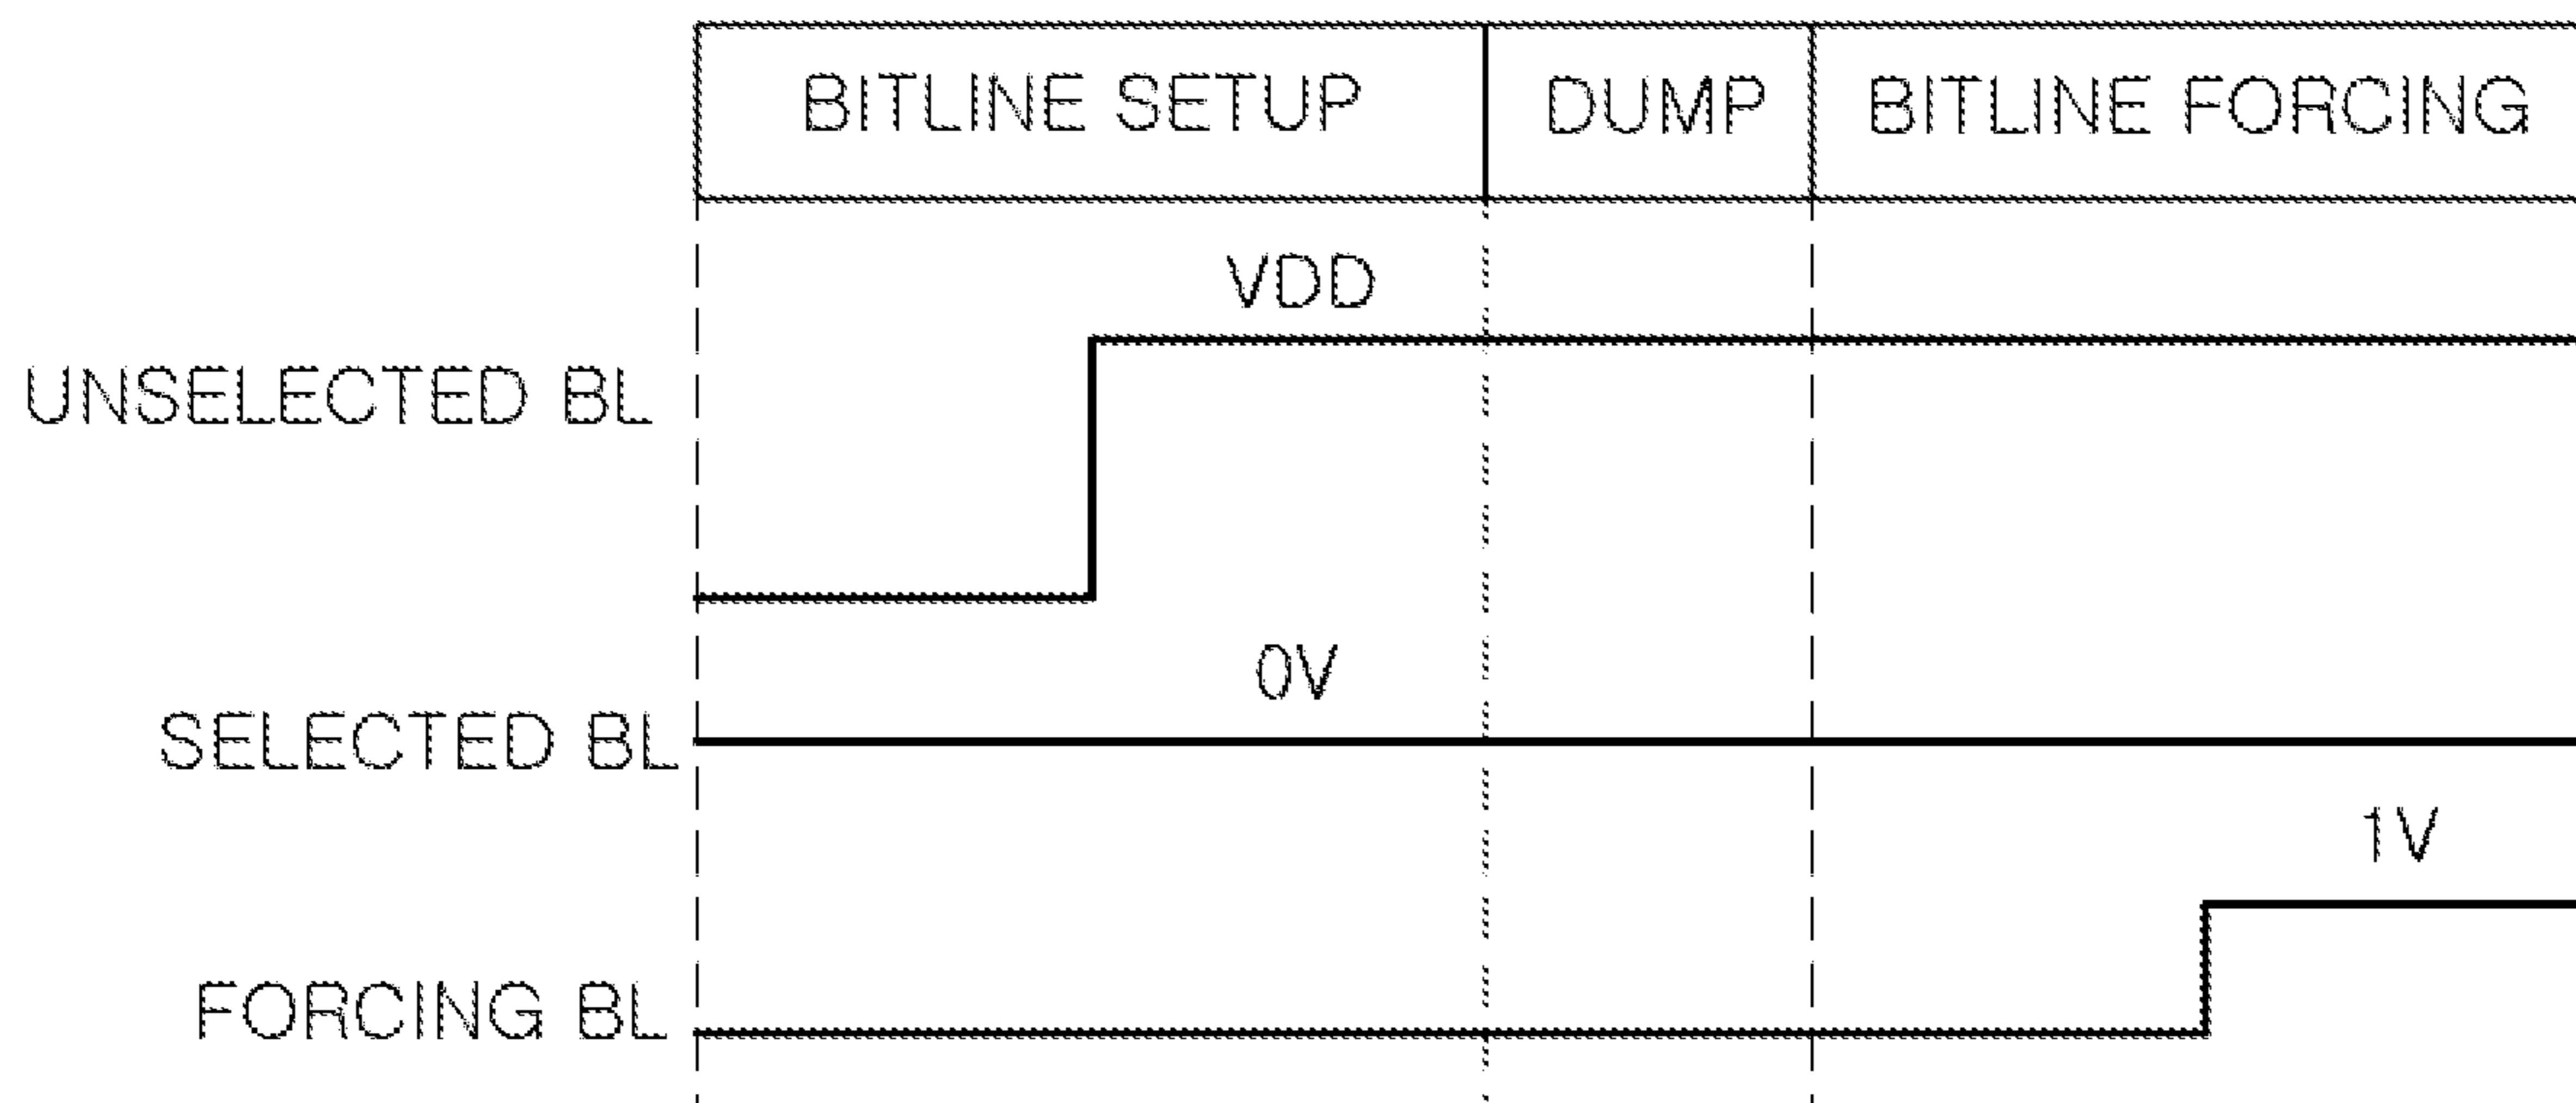 BITLINE SETUP DUMP BITLINE FORCING
VDD
UNSELECTED BL
0V
SELECTED BL
1V
FORCING BL